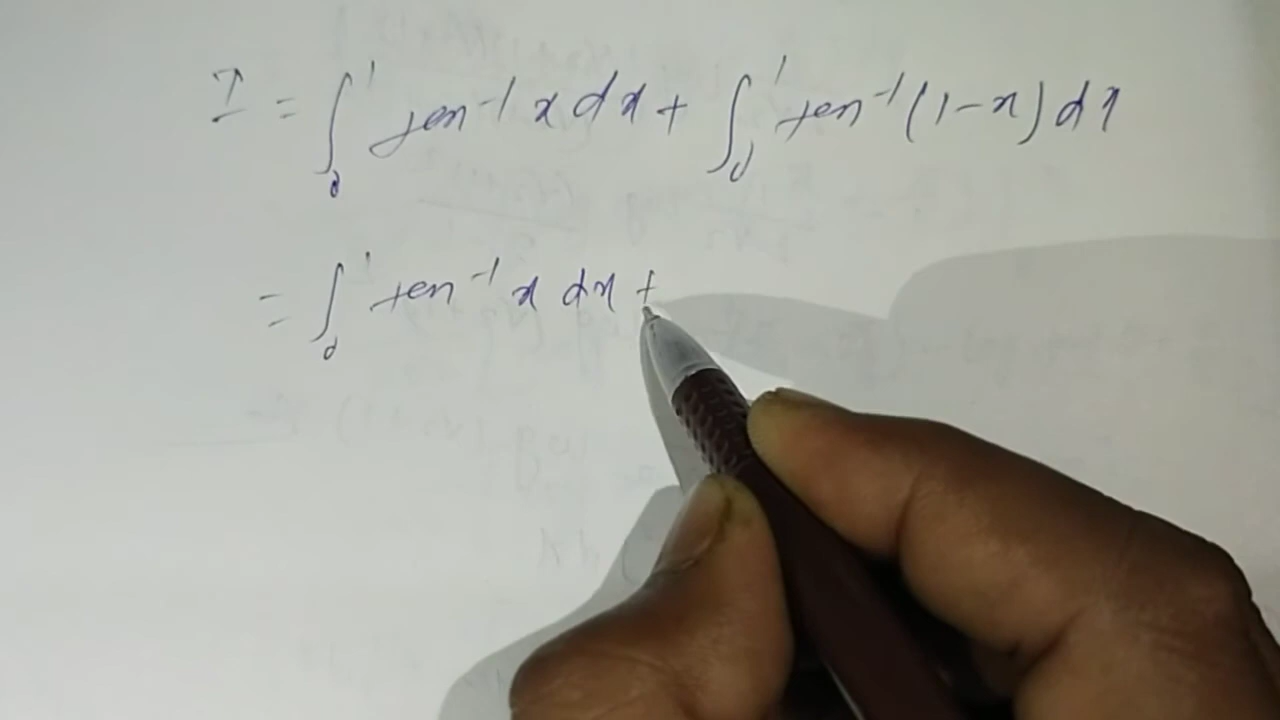 I = ∫₀¹ tan⁻¹ x dx + ∫₀¹ tan⁻¹ (1-x) dx
= ∫₀¹ tan⁻¹ x dx +